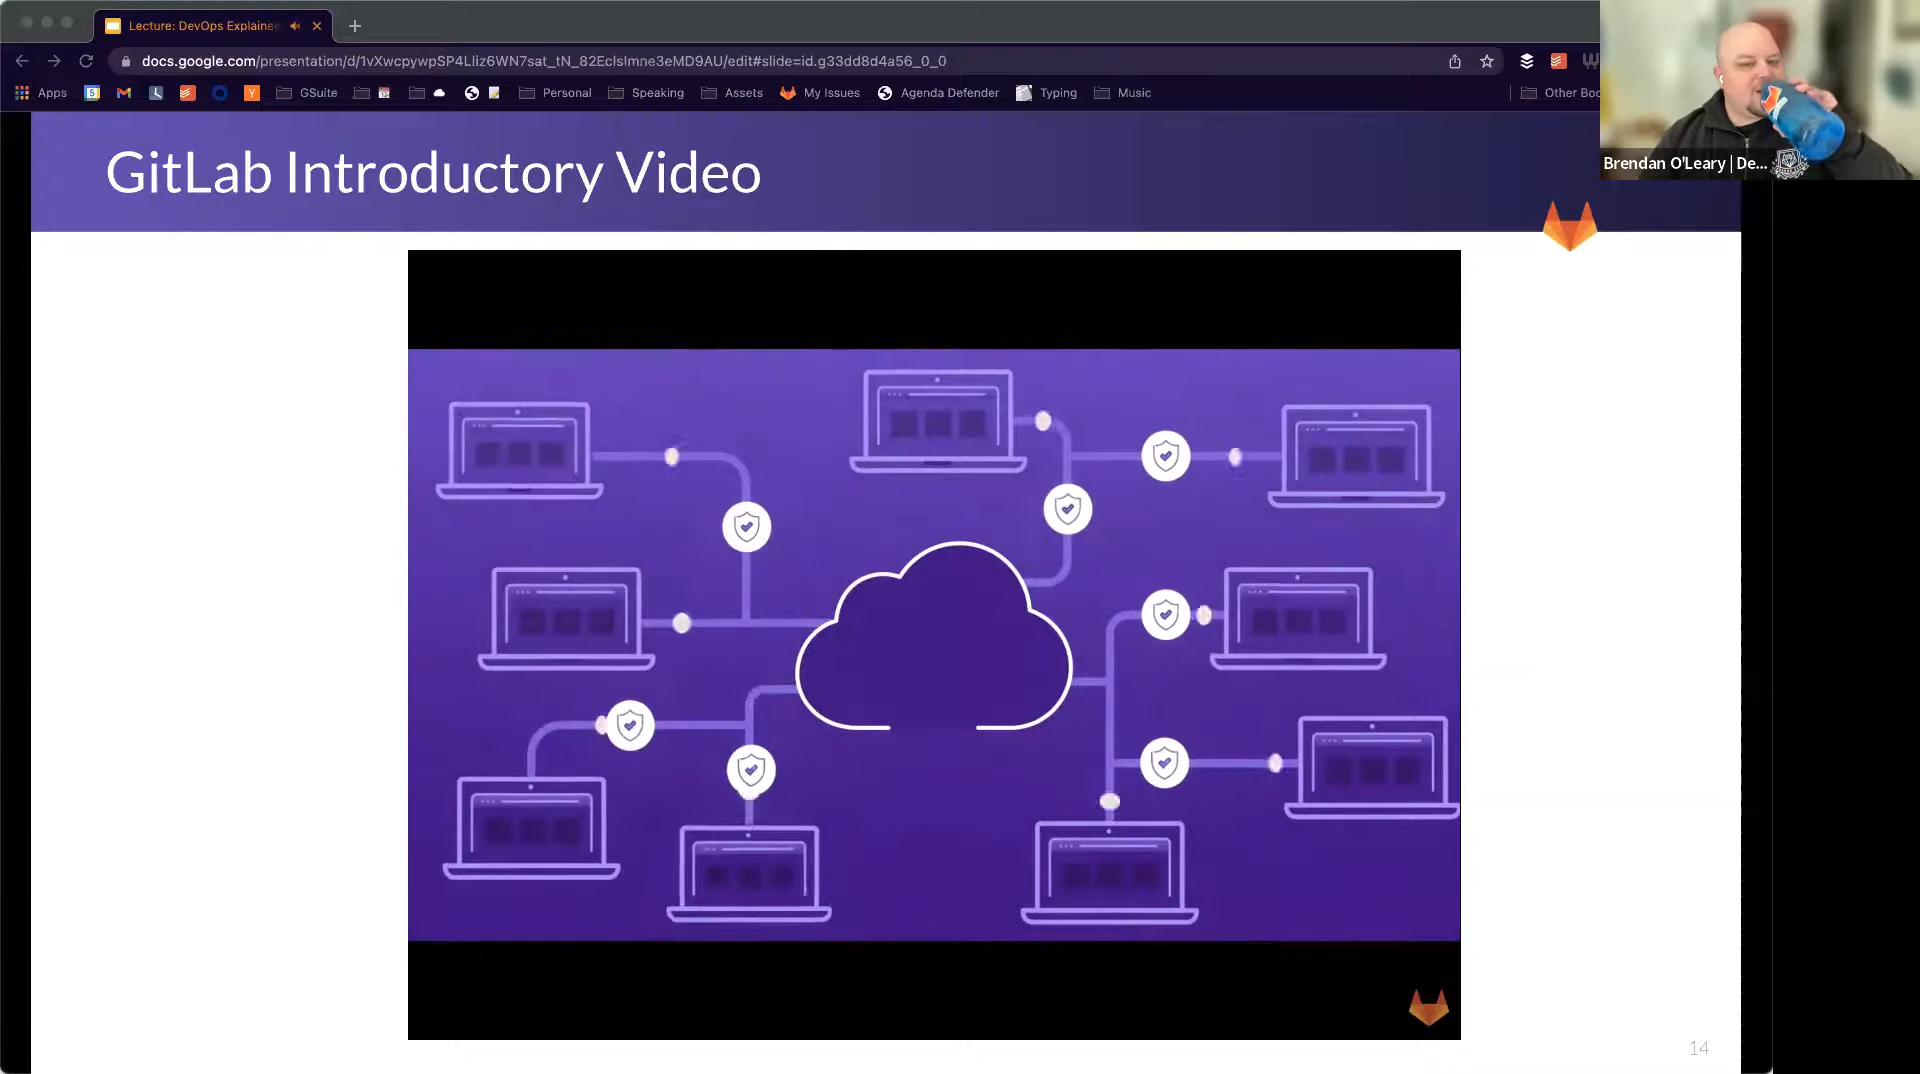 Lecture: DevOps Explaine
docs.google.com/presentation/d/1vXwcpywpSP4Lliz6WN7sat_tN_82EclsImne3eMD9AU/edit#slide=id.g33dd8d4a56_0_0
Apps
5
GSuite
Personal
Speaking
Assets
My Issues
Agenda Defender
Typing
Music
Other Boo
Brendan O'Leary | De...
GitLab Introductory Video
14